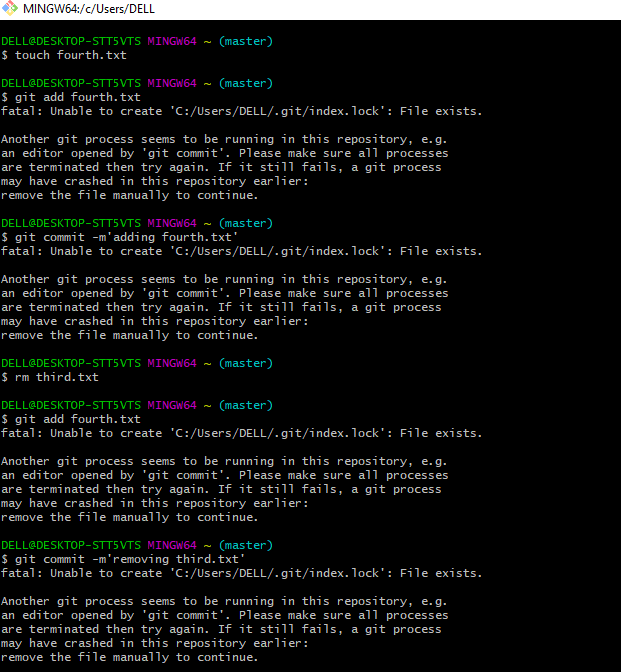 MINGW64:/c/Users/DELL
DELL@DESKTOP-STT5VTS MINGW64 ~ (master)
$ touch fourth.txt
DELL@DESKTOP-STT5VTS MINGW64 ~ (master)
$ git add fourth.txt
fatal: Unable to create 'C:/Users/DELL/.git/index.lock': File exists.
Another git process seems to be running in this repository, e.g.
an editor opened by 'git commit'. Please make sure all processes
are terminated then try again. If it still fails, a git process
may have crashed in this repository earlier:
remove the file manually to continue.
DELL@DESKTOP-STT5VTS MINGW64 ~ (master)
$ git commit -m'adding fourth.txt'
fatal: Unable to create 'C:/Users/DELL/.git/index.lock': File exists.
Another git process seems to be running in this repository, e.g.
an editor opened by 'git commit'. Please make sure all processes
are terminated then try again. If it still fails, a git process
may have crashed in this repository earlier:
remove the file manually to continue.
DELL@DESKTOP-STT5VTS MINGW64 ~ (master)
$ rm third.txt
DELL@DESKTOP-STT5VTS MINGW64 ~ (master)
$ git add fourth.txt
fatal: Unable to create 'C:/Users/DELL/.git/index.lock': File exists.
Another git process seems to be running in this repository, e.g.
an editor opened by 'git commit'. Please make sure all processes
are terminated then try again. If it still fails, a git process
may have crashed in this repository earlier:
remove the file manually to continue.
DELL@DESKTOP-STT5VTS MINGW64 ~ (master)
$ git commit -m'removing third.txt'
fatal: Unable to create 'C:/Users/DELL/.git/index.lock': File exists.
Another git process seems to be running in this repository, e.g.
an editor opened by 'git commit'. Please make sure all processes
are terminated then try again. If it still fails, a git process
may have crashed in this repository earlier:
remove the file manually to continue.